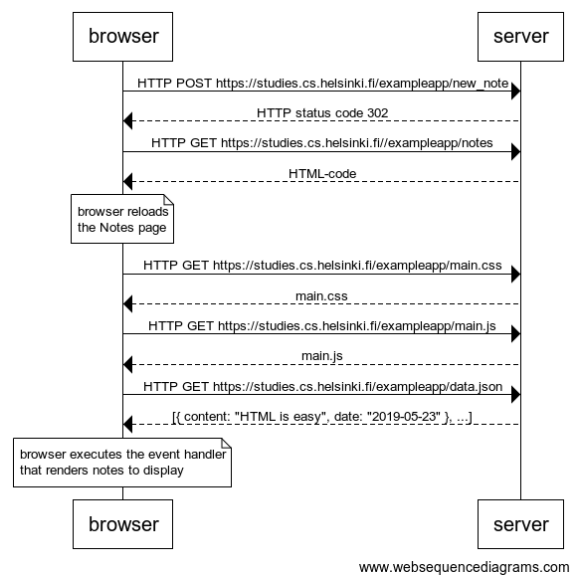 browser
server
HTTP POST https://studies.cs.helsinki.fi/exampleapp/new_note
HTTP status code 302
HTTP GET https://studies.cs.helsinki.fi//exampleapp/notes
HTML-code
browser reloads
the Notes page
HTTP GET https://studies.cs.helsinki.fi/exampleapp/main.css
main.css
HTTP GET https://studies.cs.helsinki.fi/exampleapp/main.js
main.js
HTTP GET https://studies.cs.helsinki.fi/exampleapp/data.json
[{ content: "HTML is easy", date: "2019-05-23" }, ...]
browser executes the event handler
that renders notes to display
browser
server
www.websequencediagrams.com